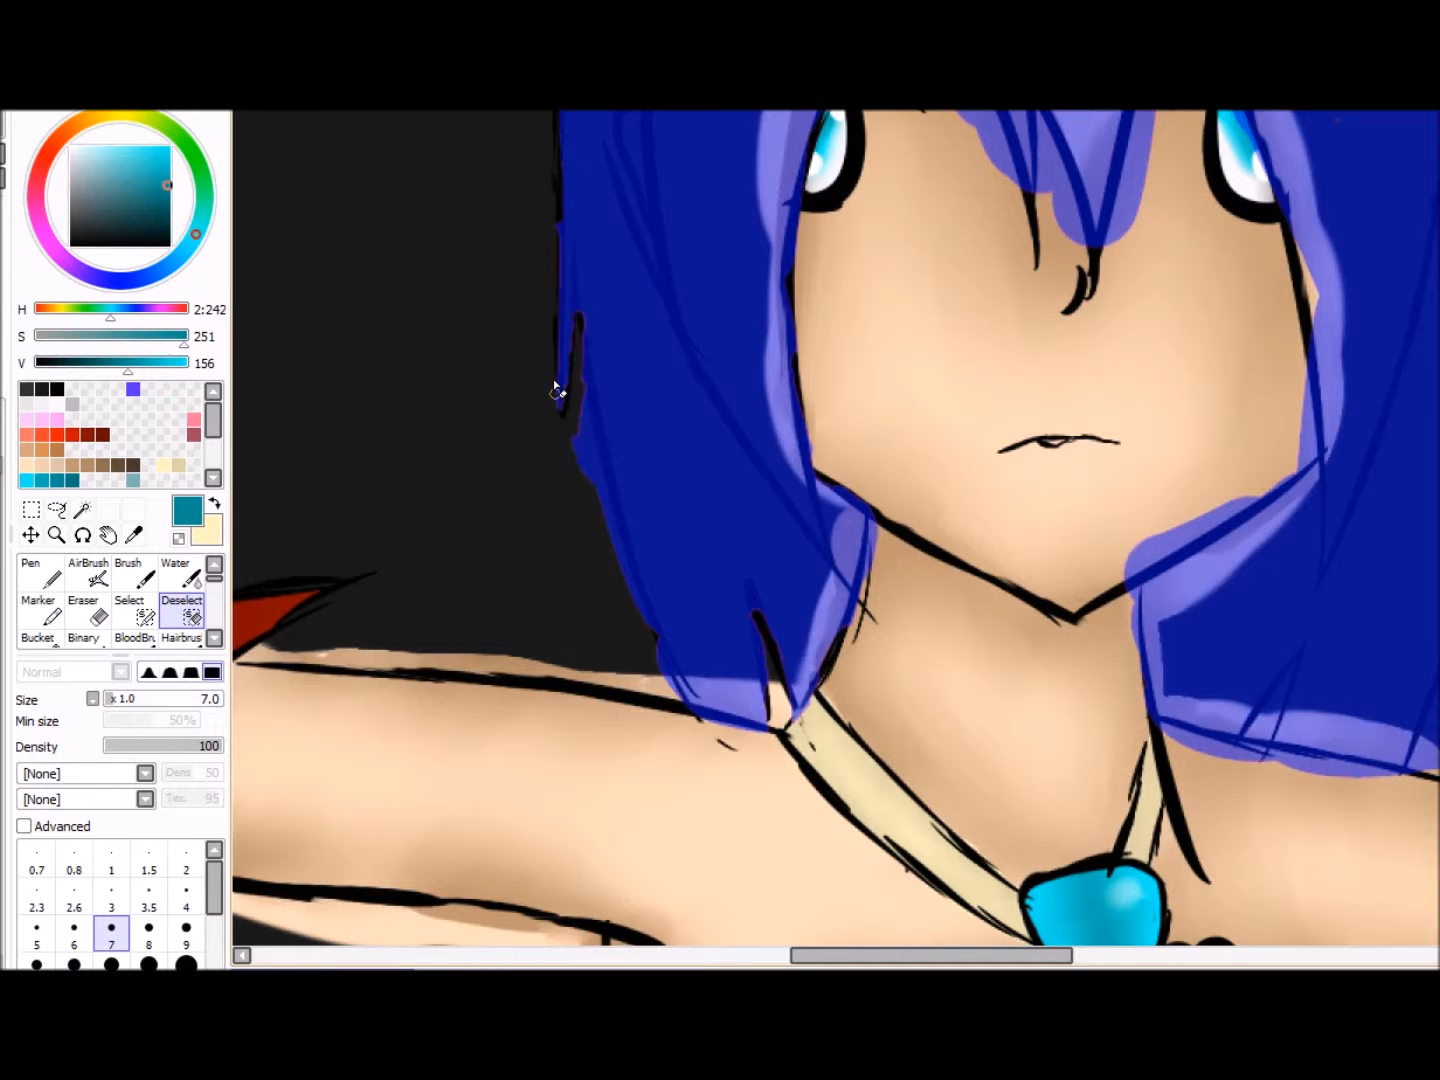 H 2:242
S 251
V 156
Pen AirBrush Brush Water
Marker Eraser Select Deselect
Bucket Binary BloodBru Hairbrus
Normal
Size x 1.0 7.0
Min size 50%
Density 100
[None] Dens 50
[None] Tex. 95
Advanced
0.7 0.8 1 1.5 2
2.3 2.6 3 3.5 4
5 6 7 8 9